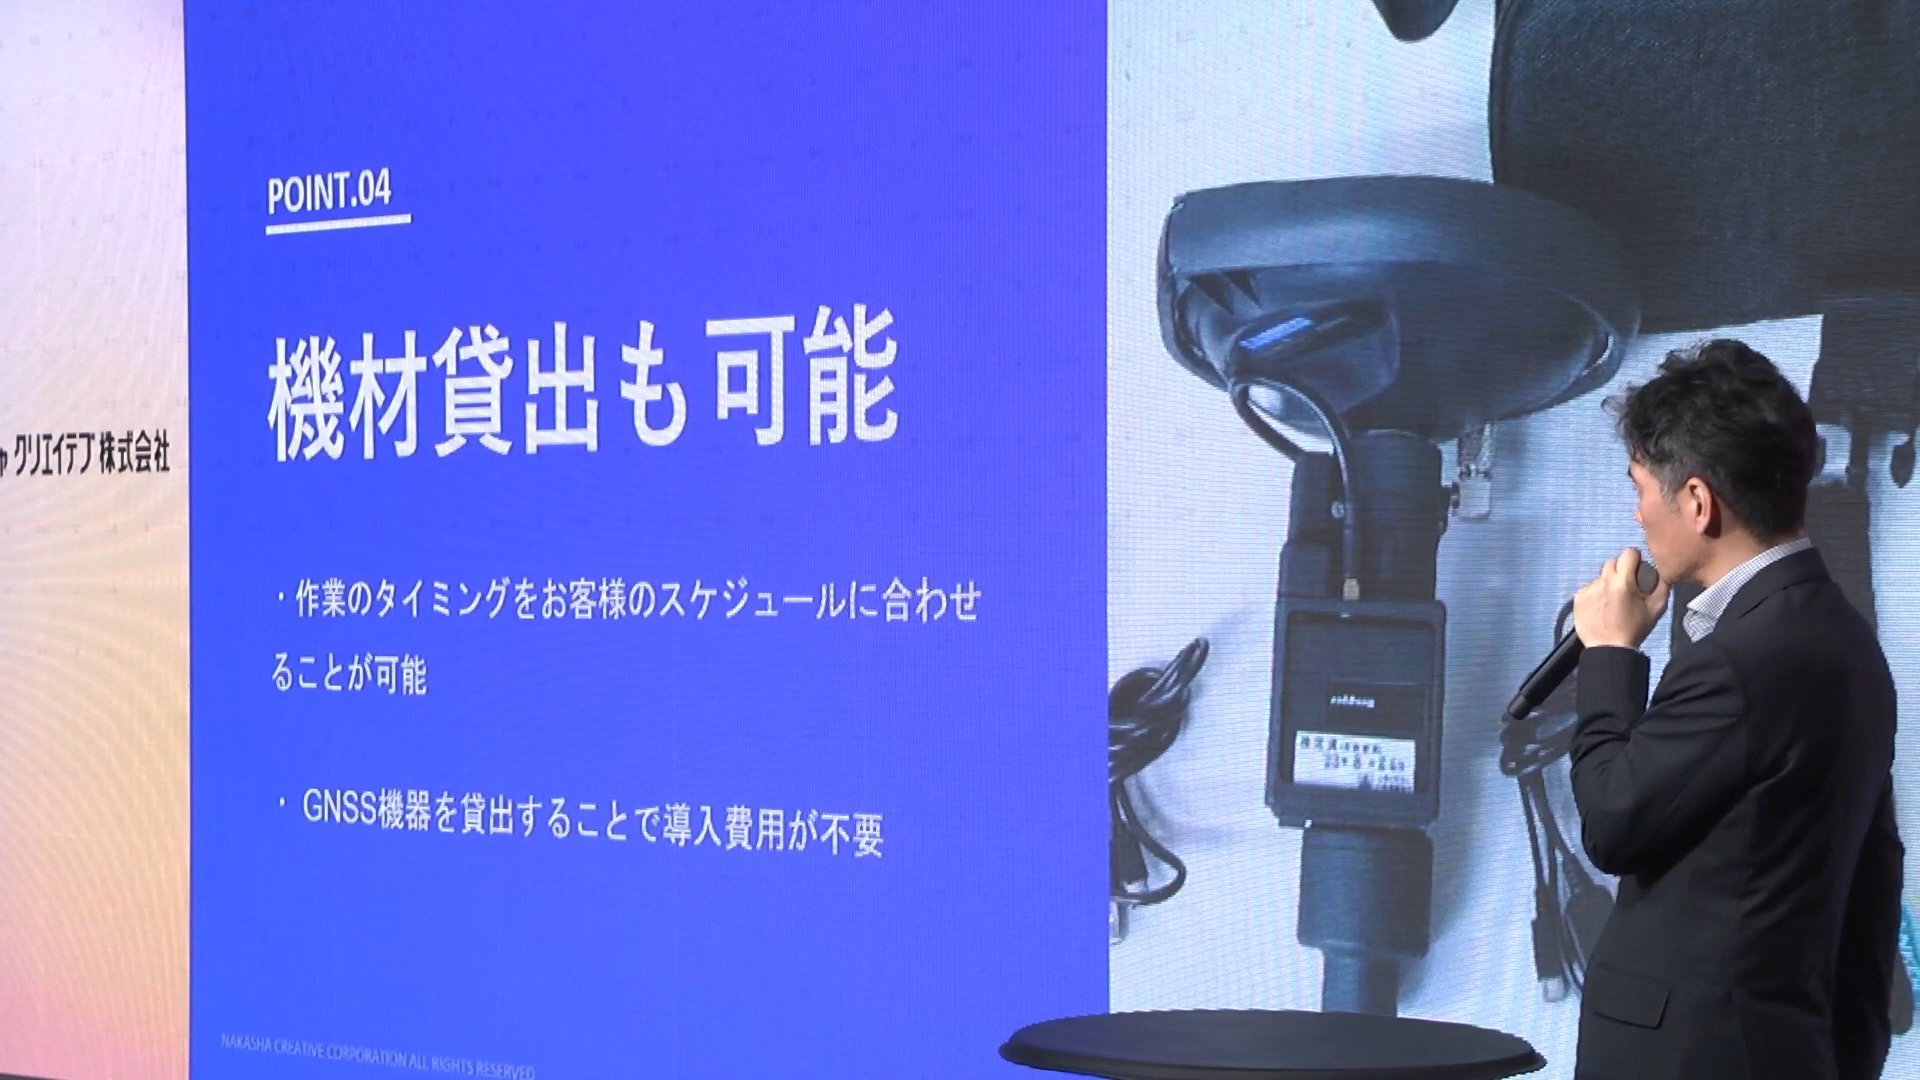 クリエイテブ株式会社
POINT.04
機材貸出も可能
・作業のタイミングをお客様のスケジュールに合わせ
ることが可能
・GNSS機器を貸出することで導入費用が不要
NAKASHA CREATIVE CORPORATION ALL RIGHTS RESERVED